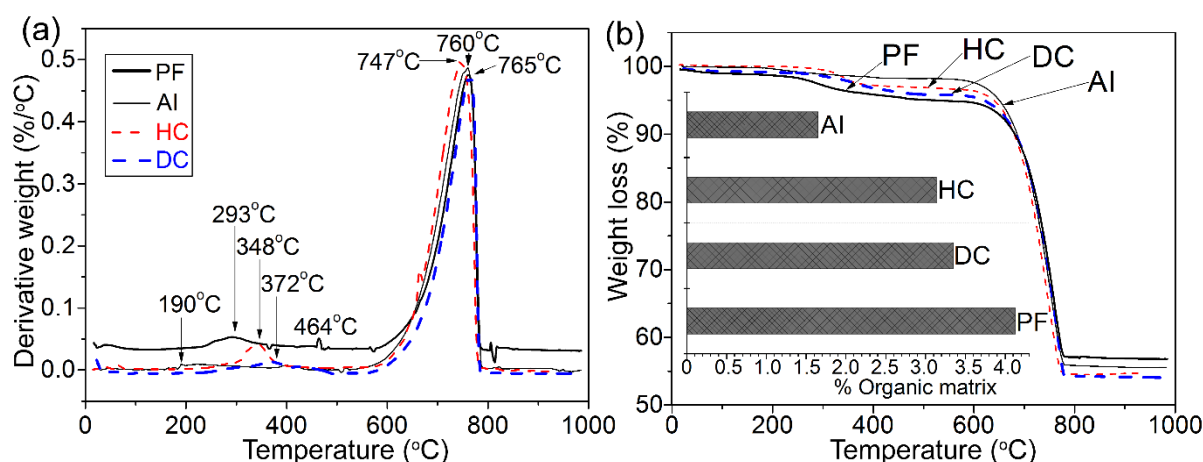 (a)
PF
AI
HC
DC
747°C
760°C
765°C
293°C
348°C
372°C
190°C
464°C
0.5
0.4
0.3
0.2
0.1
0.0
Derivative weight (%/°C)
0 200 400 600 800 1000
Temperature (°C)
(b)
PF
HC
DC
AI
100
90
80
70
60
50
Weight loss (%)
AI
HC
DC
PF
0 0.5 1.0 1.5 2.0 2.5 3.0 3.5 4.0
% Organic matrix
0 200 400 600 800 1000
Temperature (°C)